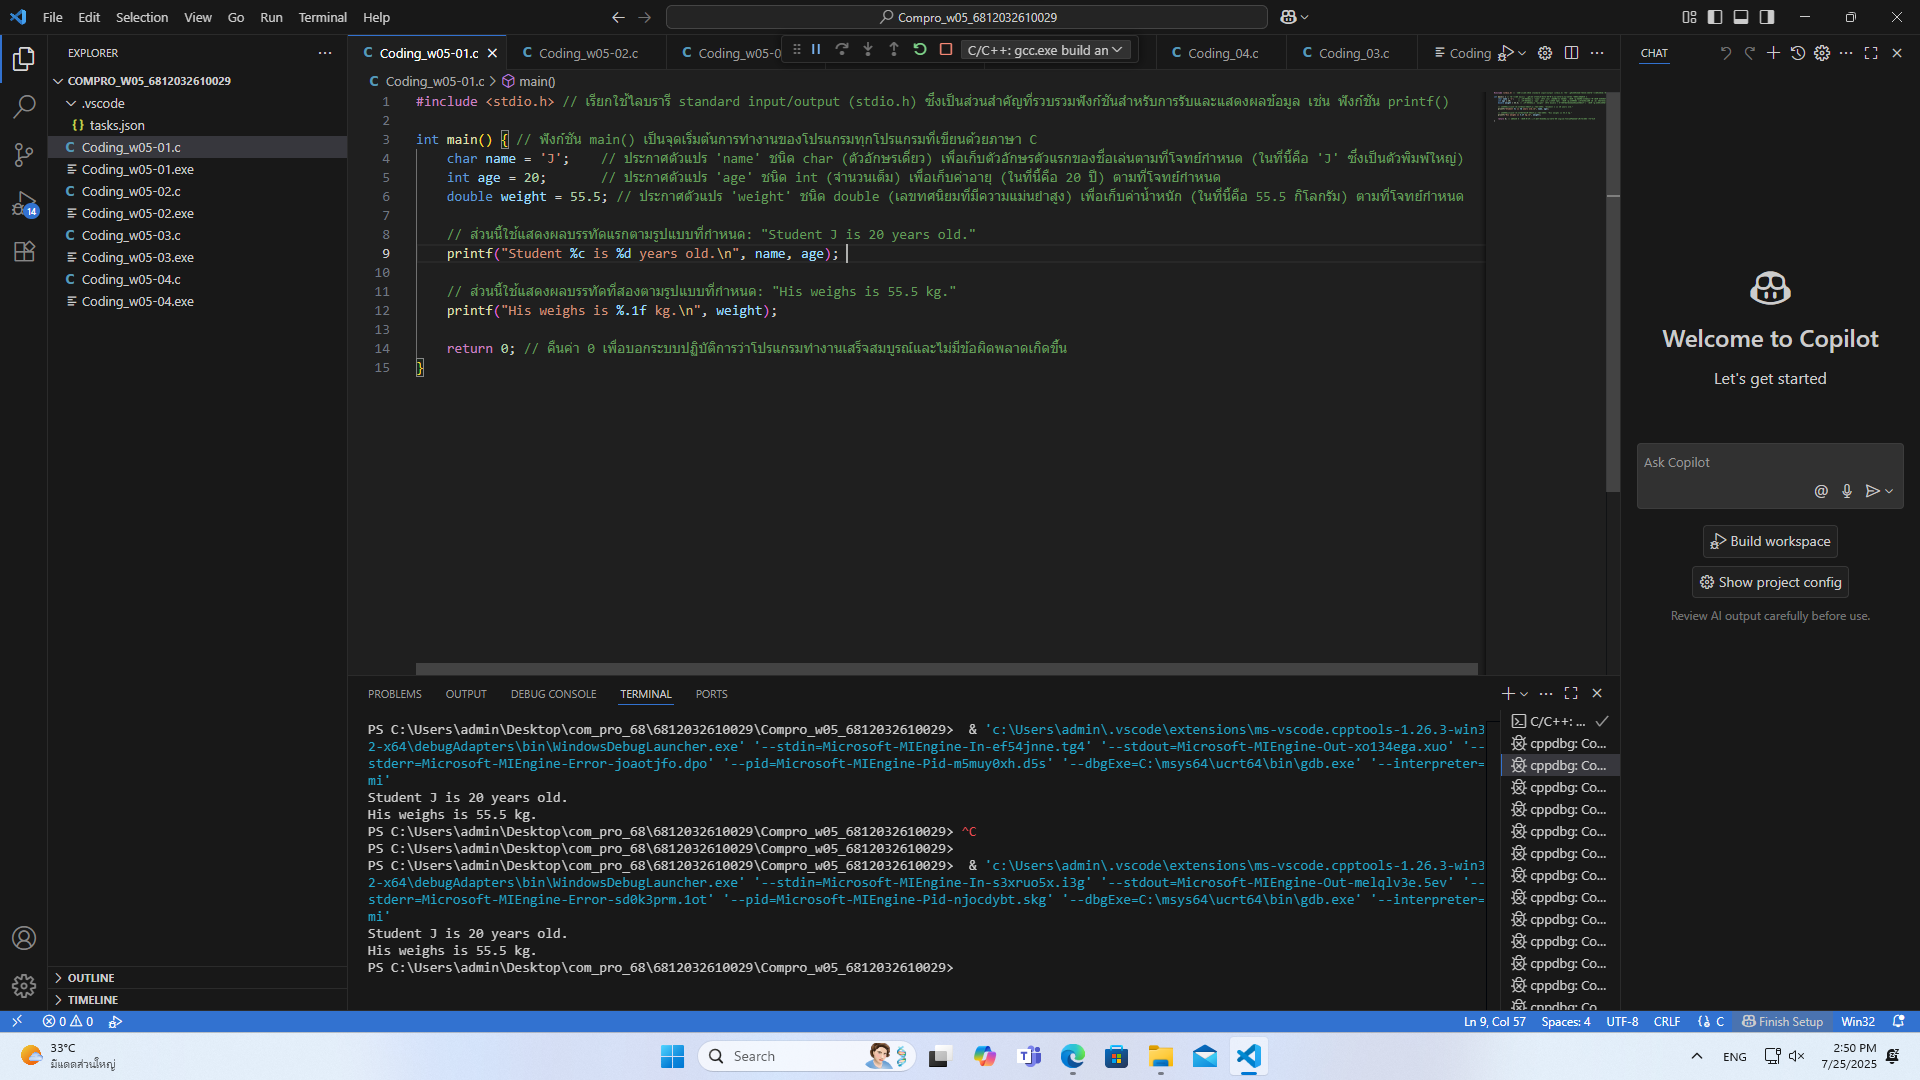 File Edit Selection View Go Run Terminal Help
Compro_w05_6812032610029
EXPLORER
COMPRO_W05_6812032610029
.vscode
tasks.json
Coding_w05-01.c
Coding_w05-01.exe
Coding_w05-02.c
Coding_w05-02.exe
Coding_w05-03.c
Coding_w05-03.exe
Coding_w05-04.c
Coding_w05-04.exe
OUTLINE
TIMELINE
14
Coding_w05-01.c Coding_w05-02.c Coding_w05-0 C/C++: gcc.exe build an Coding_04.c Coding_03.c Coding
Coding_w05-01.c > main()
1 #include <stdio.h> // เรียกใช้ไลบรารี standard input/output (stdio.h) ซึ่งเป็นส่วนสำคัญที่รวบรวมฟังก์ชันสำหรับการรับและแสดงผลข้อมูล เช่น ฟังก์ชัน printf()
2
3 int main() { // ฟังก์ชัน main() เป็นจุดเริ่มต้นการทำงานของโปรแกรมทุกโปรแกรมที่เขียนด้วยภาษา C
4 char name = 'J'; // ประกาศตัวแปร 'name' ชนิด char (ตัวอักษรเดี่ยว) เพื่อเก็บตัวอักษรตัวแรกของชื่อเล่นตามที่โจทย์กำหนด (ในที่นี้คือ 'J' ซึ่งเป็นตัวพิมพ์ใหญ่)
5 int age = 20; // ประกาศตัวแปร 'age' ชนิด int (จำนวนเต็ม) เพื่อเก็บค่าอายุ (ในที่นี้คือ 20 ปี) ตามที่โจทย์กำหนด
6 double weight = 55.5; // ประกาศตัวแปร 'weight' ชนิด double (เลขทศนิยมที่มีความแม่นยำสูง) เพื่อเก็บค่าน้ำหนัก (ในที่นี้คือ 55.5 กิโลกรัม) ตามที่โจทย์กำหนด
7
8 // ส่วนนี้ใช้แสดงผลบรรทัดแรกตามรูปแบบที่กำหนด: "Student J is 20 years old."
9 printf("Student %c is %d years old.\n", name, age);
10
11 // ส่วนนี้ใช้แสดงผลบรรทัดที่สองตามรูปแบบที่กำหนด: "His weighs is 55.5 kg."
12 printf("His weighs is %.1f kg.\n", weight);
13
14 return 0; // คืนค่า 0 เพื่อบอกระบบปฏิบัติการว่าโปรแกรมทำงานเสร็จสมบูรณ์และไม่มีข้อผิดพลาดเกิดขึ้น
15 }
PROBLEMS OUTPUT DEBUG CONSOLE TERMINAL PORTS
PS C:\Users\admin\Desktop\com_pro_68\6812032610029\Compro_w05_6812032610029> & 'c:\Users\admin\.vscode\extensions\ms-vscode.cpptools-1.26.3-win3
2-x64\debugAdapters\bin\WindowsDebugLauncher.exe' '--stdin=Microsoft-MIEngine-In-ef54jnne.tg4' '--stdout=Microsoft-MIEngine-Out-xo134ega.xuo' '--
stderr=Microsoft-MIEngine-Error-joaotjfo.dpo' '--pid=Microsoft-MIEngine-Pid-m5muy0xh.d5s' '--dbgExe=C:\msys64\ucrt64\bin\gdb.exe' '--interpreter=
mi'
Student J is 20 years old.
His weighs is 55.5 kg.
PS C:\Users\admin\Desktop\com_pro_68\6812032610029\Compro_w05_6812032610029> ^C
PS C:\Users\admin\Desktop\com_pro_68\6812032610029\Compro_w05_6812032610029>
PS C:\Users\admin\Desktop\com_pro_68\6812032610029\Compro_w05_6812032610029> & 'c:\Users\admin\.vscode\extensions\ms-vscode.cpptools-1.26.3-win3
2-x64\debugAdapters\bin\WindowsDebugLauncher.exe' '--stdin=Microsoft-MIEngine-In-s3xruo5x.i3g' '--stdout=Microsoft-MIEngine-Out-melqlv3e.5ev' '--
stderr=Microsoft-MIEngine-Error-sd0k3prm.1ot' '--pid=Microsoft-MIEngine-Pid-njocdybt.skg' '--dbgExe=C:\msys64\ucrt64\bin\gdb.exe' '--interpreter=
mi'
Student J is 20 years old.
His weighs is 55.5 kg.
PS C:\Users\admin\Desktop\com_pro_68\6812032610029\Compro_w05_6812032610029>
C/C++: ...
cppdbg: Co...
cppdbg: Co...
cppdbg: Co...
cppdbg: Co...
cppdbg: Co...
cppdbg: Co...
cppdbg: Co...
cppdbg: Co...
cppdbg: Co...
cppdbg: Co...
cppdbg: Co...
cppdbg: Co...
cppdbg: Co...
CHAT
Welcome to Copilot
Let's get started
Ask Copilot
Build workspace
Show project config
Review AI output carefully before use.
0 0 Ln 9, Col 57 Spaces: 4 UTF-8 CRLF C Finish Setup Win32
33°C
มีแดดส่วนใหญ่
Search
ENG
2:50 PM
7/25/2025